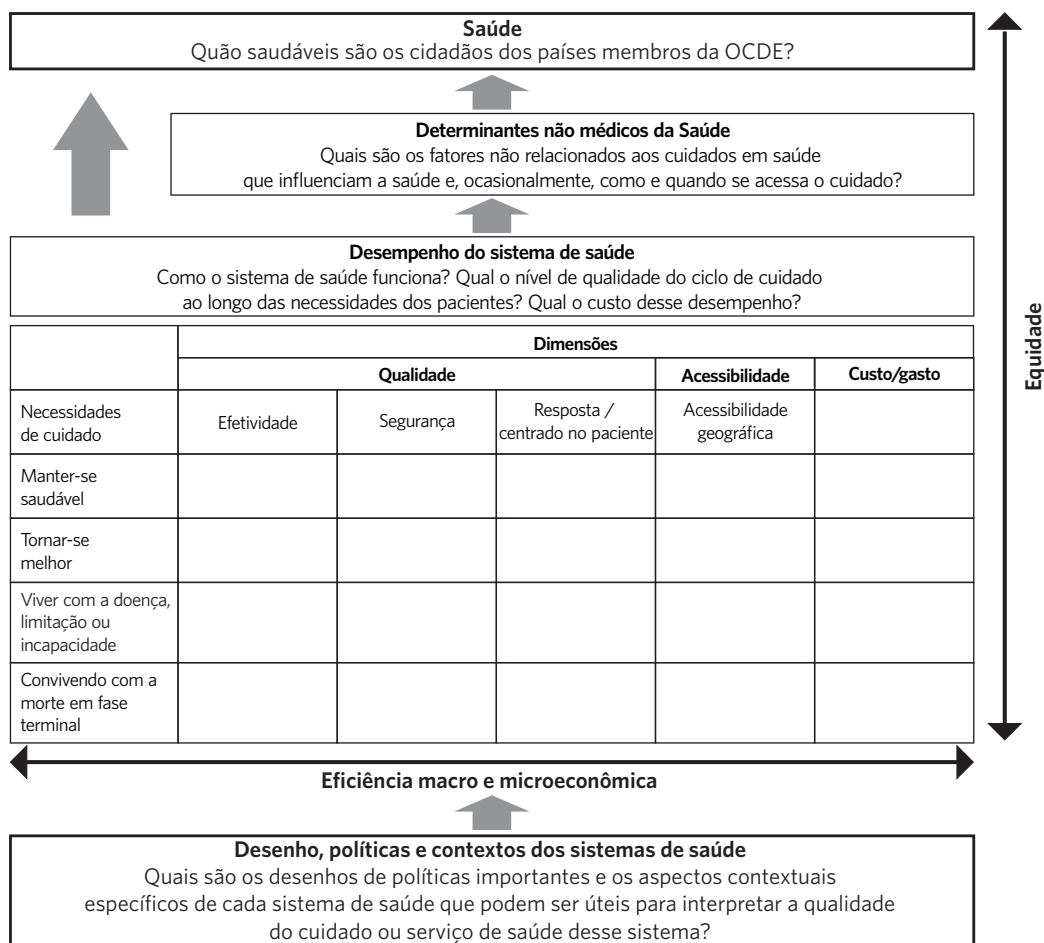 Saúde
Quão saudáveis são os cidadãos dos países membros da OCDE?
Determinantes não médicos da Saúde
Quais são os fatores não relacionados aos cuidados em saúde
que influenciam a saúde e, ocasionalmente, como e quando se acessa o cuidado?
Desempenho do sistema de saúde
Como o sistema de saúde funciona? Qual o nível de qualidade do ciclo de cuidado
ao longo das necessidades dos pacientes? Qual o custo desse desempenho?
Dimensões
Qualidade
Acessibilidade
Custo/gasto
Necessidades
de cuidado
Efetividade
Segurança
Resposta /
centrado no paciente
Acessibilidade
geográfica
Manter-se
saudável
Tornar-se
melhor
Viver com a doença,
limitação ou
incapacidade
Convivendo com a
morte em fase
terminal
Equidade
Eficiência macro e microeconômica
Desenho, políticas e contextos dos sistemas de saúde
Quais são os desenhos de políticas importantes e os aspectos contextuais
específicos de cada sistema de saúde que podem ser úteis para interpretar a qualidade
do cuidado ou serviço de saúde desse sistema?